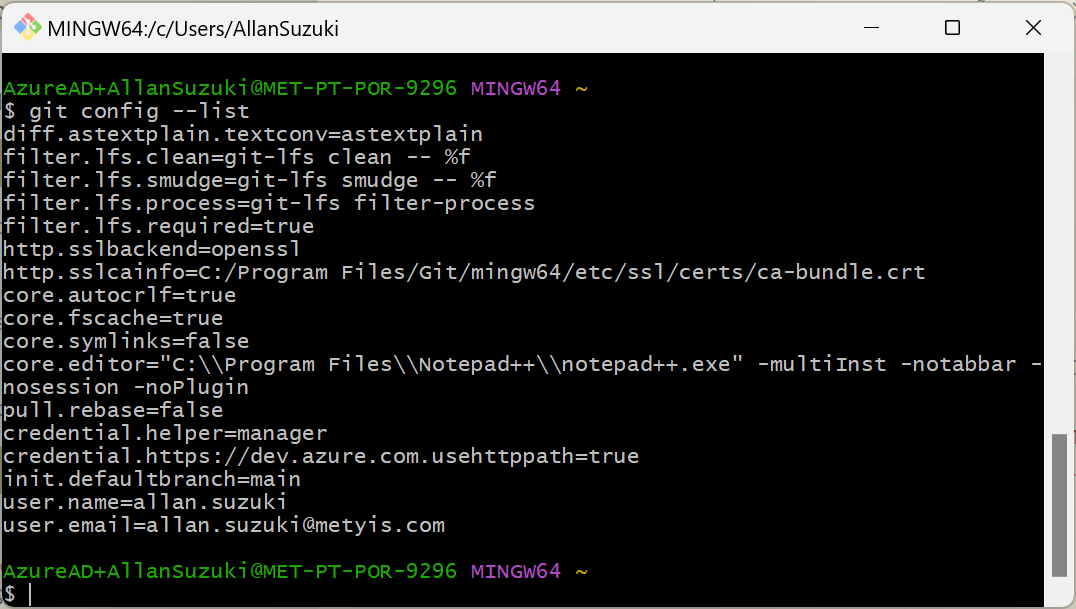 MINGW64:/c/Users/AllanSuzuki
AzureAD+AllanSuzuki@MET-PT-POR-9296 MINGW64 ~
$ git config --list
diff.astextplain.textconv=astextplain
filter.lfs.clean=git-lfs clean -- %f
filter.lfs.smudge=git-lfs smudge -- %f
filter.lfs.process=git-lfs filter-process
filter.lfs.required=true
http.sslbackend=openssl
http.sslcainfo=C:/Program Files/Git/mingw64/etc/ssl/certs/ca-bundle.crt
core.autocrlf=true
core.fscache=true
core.symlinks=false
core.editor="C:\\Program Files\\Notepad++\\notepad++.exe" -multiInst -notabbar -
nosession -noPlugin
pull.rebase=false
credential.helper=manager
credential.https://dev.azure.com.usehttppath=true
init.defaultbranch=main
user.name=allan.suzuki
user.email=allan.suzuki@metyis.com
AzureAD+AllanSuzuki@MET-PT-POR-9296 MINGW64 ~
$